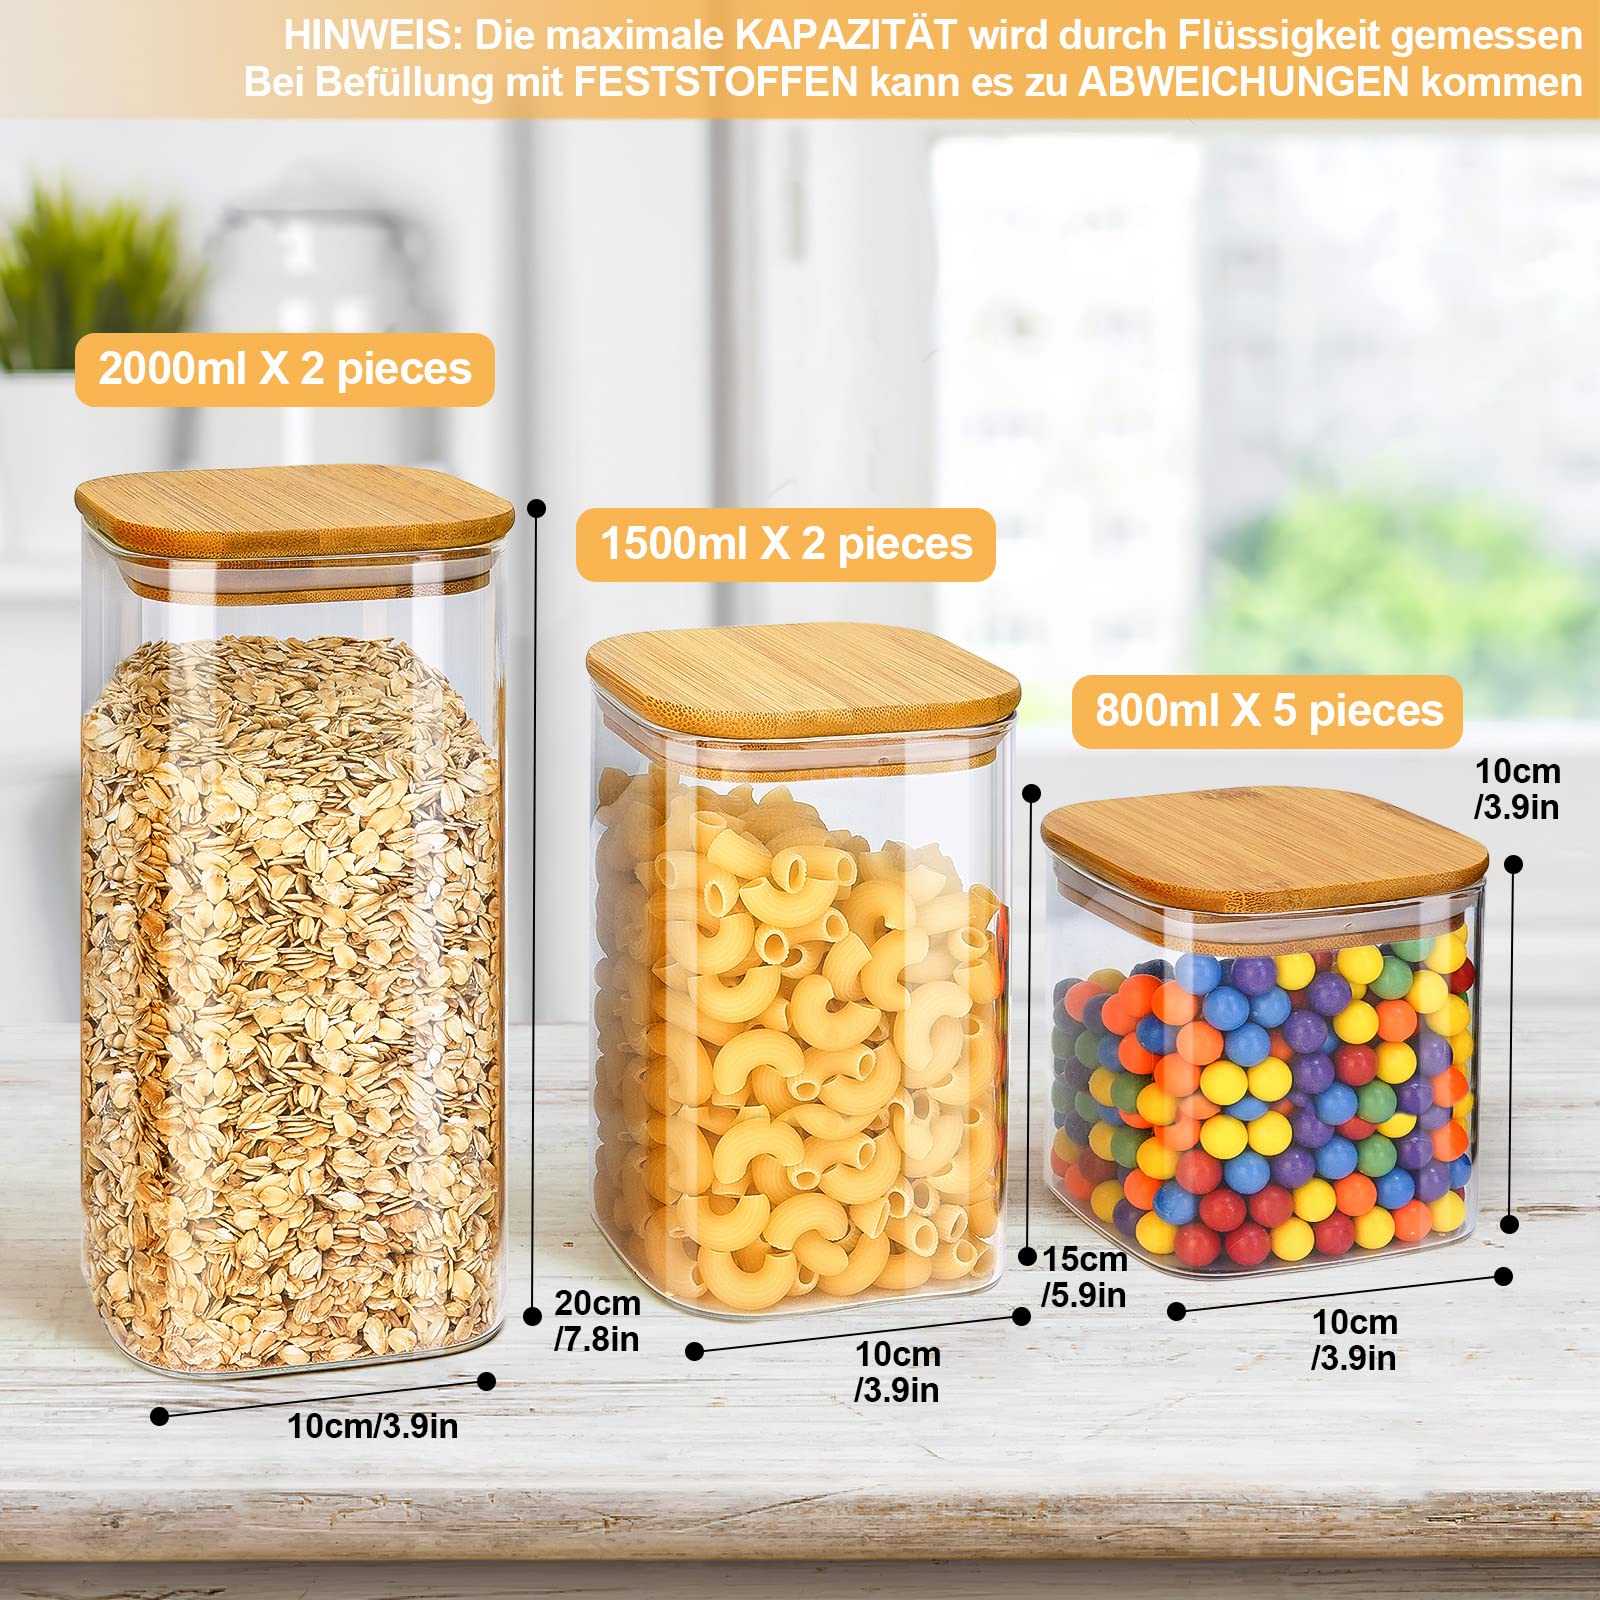 HINWEIS: Die maximale KAPAZITÄT wird durch Flüssigkeit gemessen
Bei Befüllung mit FESTSTOFFEN kann es zu ABWEICHUNGEN kommen
2000ml X 2 pieces
1500ml X 2 pieces
800ml X 5 pieces
10cm
/3.9in
20cm
/7.8in
15cm
/5.9in
10cm/3.9in
10cm
/3.9in
10cm
/3.9in